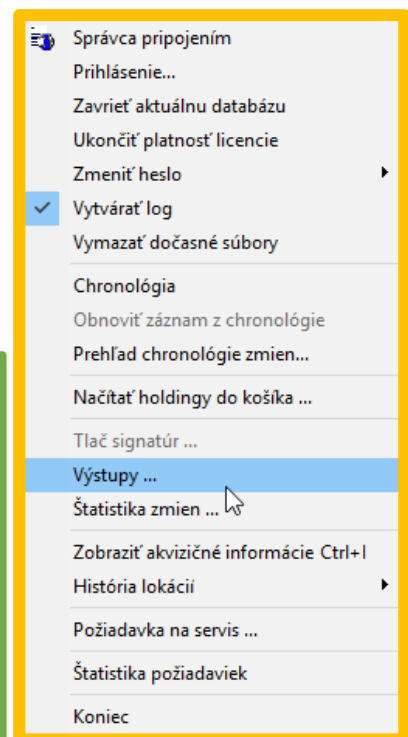 Správca pripojením
Prihlásenie...
Zavrieť aktuálnu databázu
Ukončiť platnosť licencie
Zmeniť heslo
Vytvárať log
Vymazať dočasné súbory
Chronológia
Obnoviť záznam z chronológie
Prehľad chronológie zmien...
Načítať holdingy do košíka ...
Tlač signatúr ...
Výstupy ...
Štatistika zmien ...
Zobraziť akvizičné informácie Ctrl+I
História lokácií
Požiadavka na servis ...
Štatistika požiadaviek
Koniec